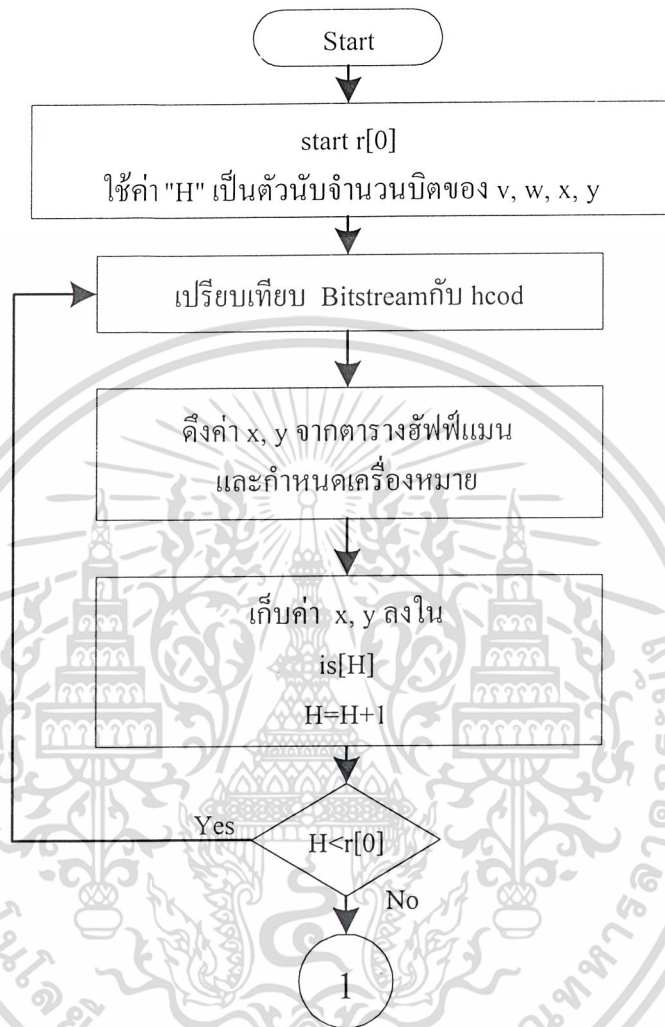 Start
start r[0]
ใช้ค่า "H" เป็นตัวนับจำนวนบิตของ v, w, x, y
เปรียบเทียบ Bitstreamกับ hcod
ดึงค่า x, y จากตารางฮัฟฟ์แมน
และกำหนดเครื่องหมาย
เก็บค่า x, y ลงใน
is[H]
H=H+1
Yes
H<r[0]
No
1